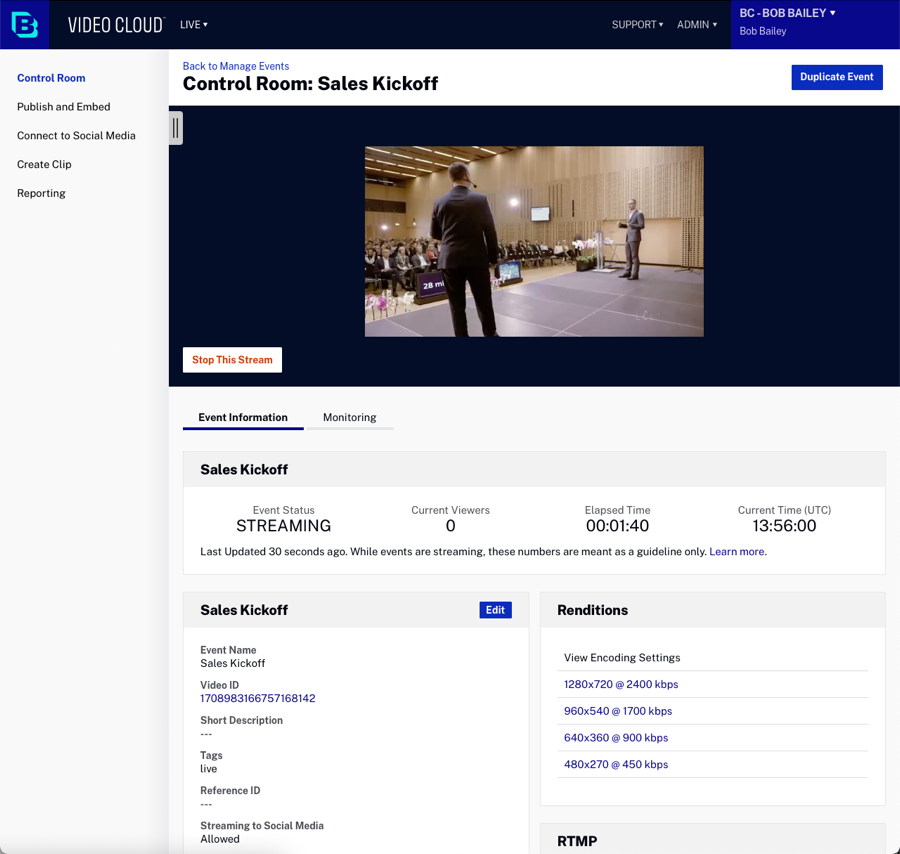 VIDEO CLOUD
LIVE
SUPPORT
ADMIN
BC - BOB BAILEY
Bob Bailey
Control Room
Publish and Embed
Connect to Social Media
Create Clip
Reporting
Back to Manage Events
Control Room: Sales Kickoff
Duplicate Event
28
Stop This Stream
Event Information
Monitoring
Sales Kickoff
Event Status
STREAMING
Current Viewers
0
Elapsed Time
00:01:40
Current Time (UTC)
13:56:00
Last Updated 30 seconds ago. While events are streaming, these numbers are meant as a guideline only. Learn more.
Sales Kickoff
Edit
Event Name
Sales Kickoff
Video ID
1708983166757168142
Short Description
---
Tags
live
Reference ID
---
Streaming to Social Media
Allowed
Renditions
View Encoding Settings
1280x720 @ 2400 kbps
960x540 @ 1700 kbps
640x360 @ 900 kbps
480x270 @ 450 kbps
RTMP